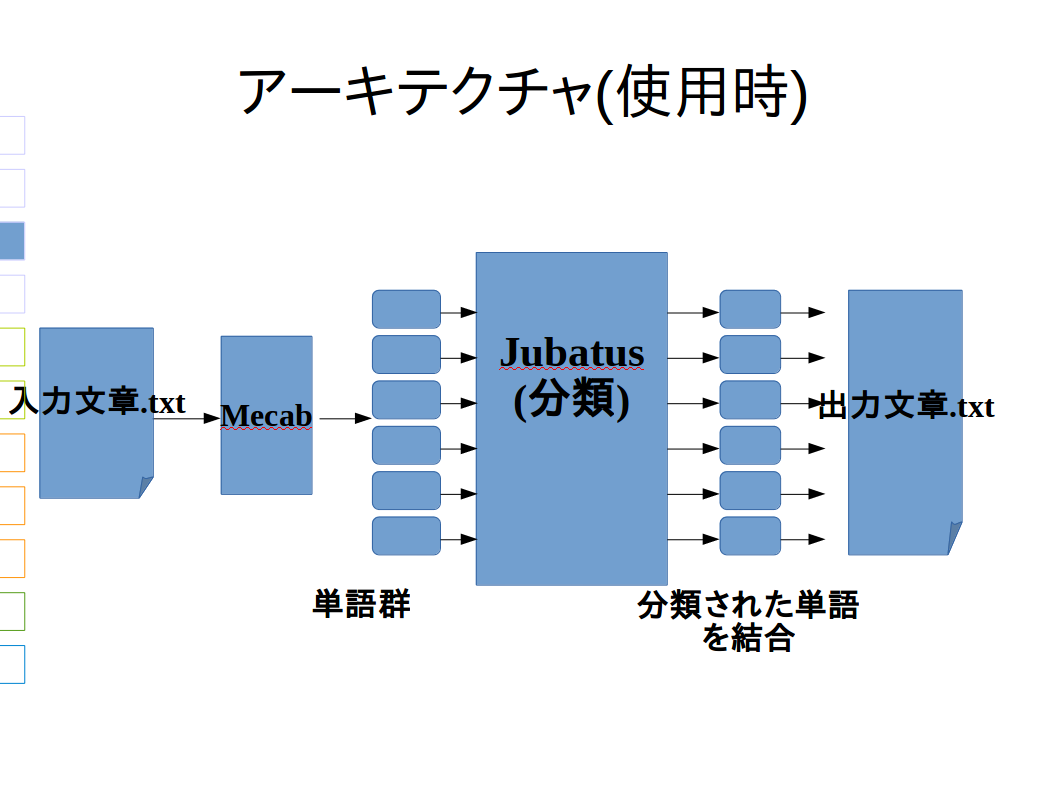 アーキテクチャ(使用時)
入力文章.txt
Mecab
単語群
Jubatus
(分類)
分類された単語
を結合
出力文章.txt